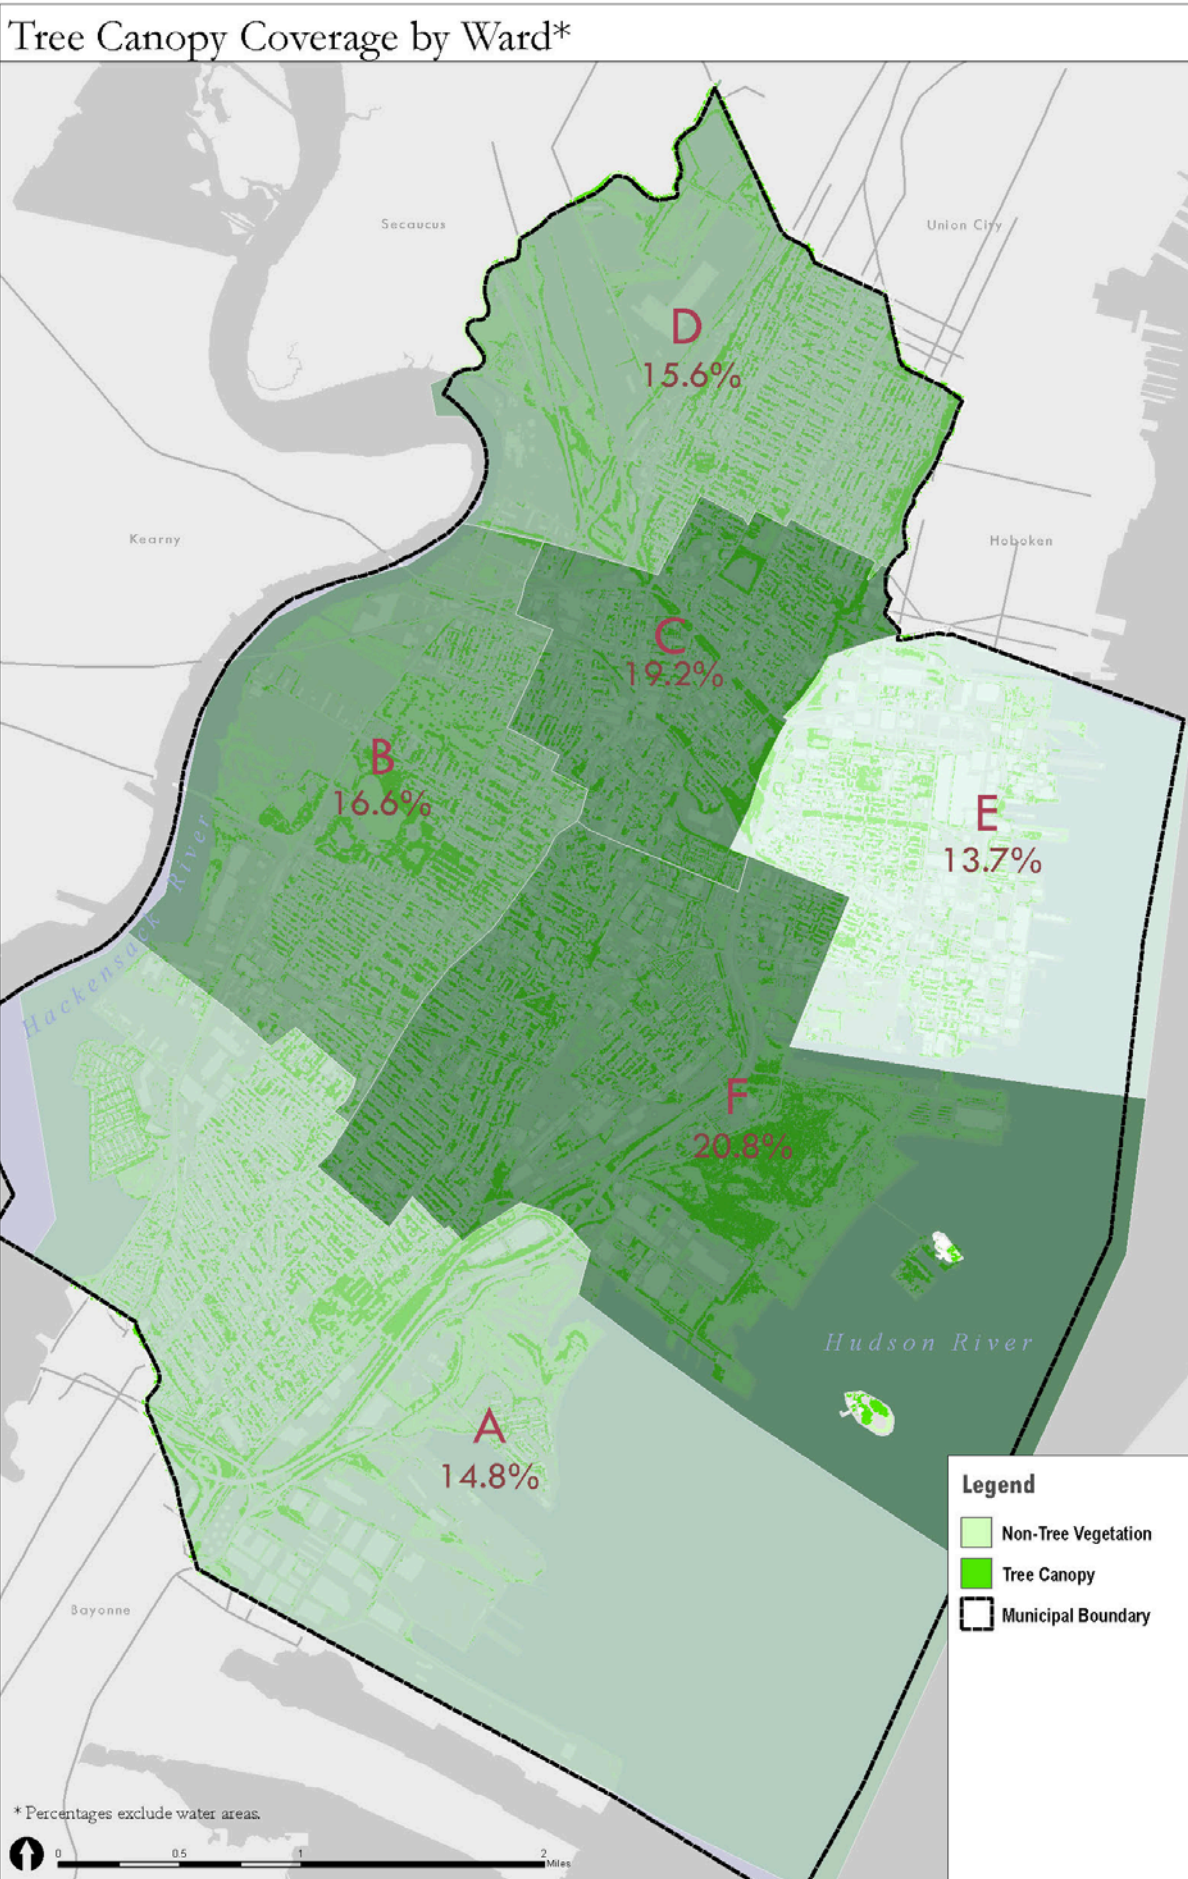 Tree Canopy Coverage by Ward*
Secaucus
Union City
D
15.6%
Kearny
Hoboken
C
19.2%
B
16.6%
E
13.7%
Hackensack River
F
20.8%
Hudson River
A
14.8%
Legend
Non-Tree Vegetation
Tree Canopy
Municipal Boundary
Bayonne
* Percentages exclude water areas.
0 0.5 1 2
Miles